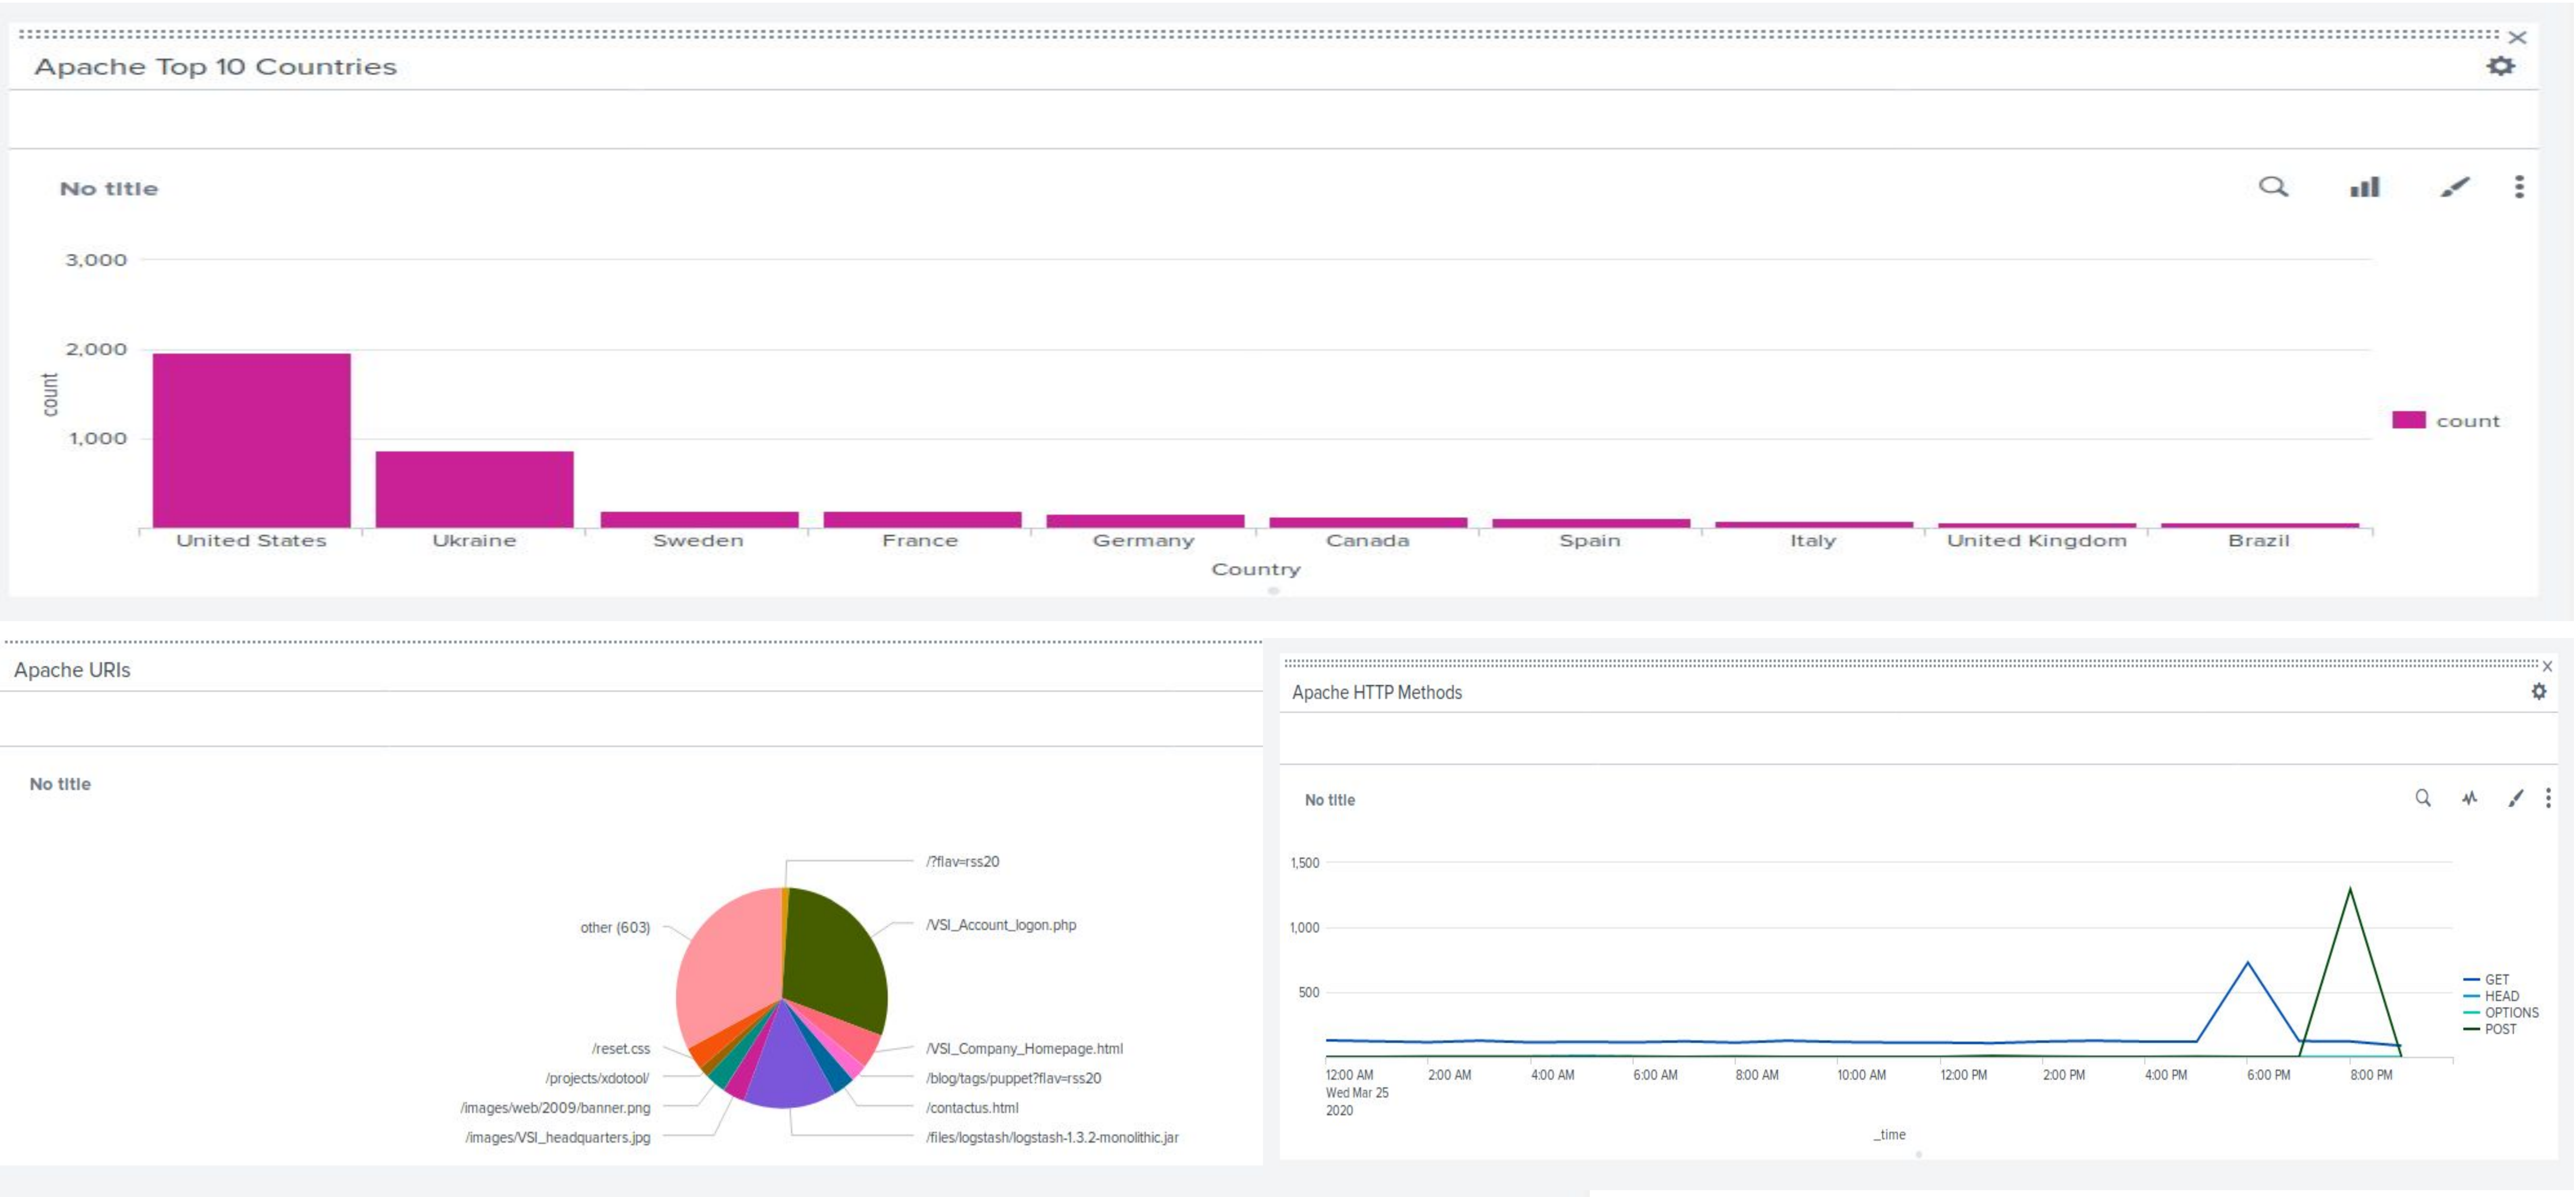 Apache Top 10 Countries
No title
3,000
2,000
1,000
count
count
United States Ukraine Sweden France Germany Canada Spain Italy United Kingdom Brazil
Country
Apache URIs
No title
/?flav=rss20
/VSI_Account_logon.php
other (603)
/VSI_Company_Homepage.html
/reset.css
/blog/tags/puppet?flav=rss20
/projects/xdotool/
/contactus.html
/images/web/2009/banner.png
/files/logstash/logstash-1.3.2-monolithic.jar
/images/VSI_headquarters.jpg
Apache HTTP Methods
No title
1,500
1,000
500
GET
HEAD
OPTIONS
POST
12:00 AM 2:00 AM 4:00 AM 6:00 AM 8:00 AM 10:00 AM 12:00 PM 2:00 PM 4:00 PM 6:00 PM 8:00 PM
Wed Mar 25
2020
_time